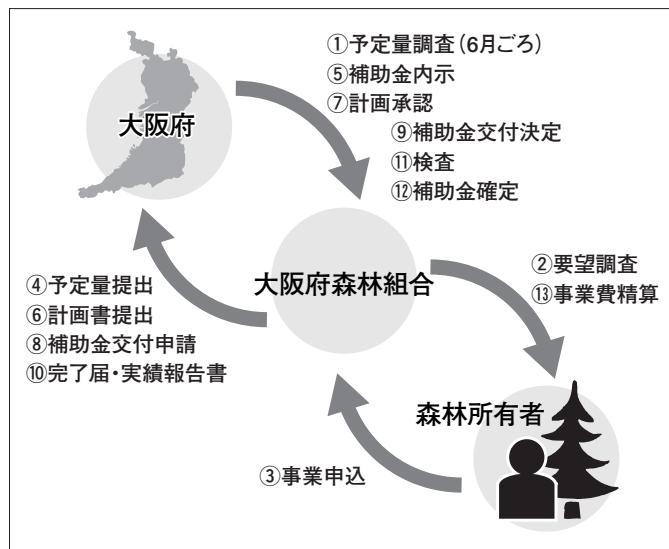 ①予定量調査（6月ごろ）
⑤補助金内示
⑦計画承認
⑨補助金交付決定
⑪検査
⑫補助金確定
大阪府
大阪府森林組合
②要望調査
⑬事業費精算
④予定量提出
⑥計画書提出
⑧補助金交付申請
⑩完了届・実績報告書
森林所有者
③事業申込